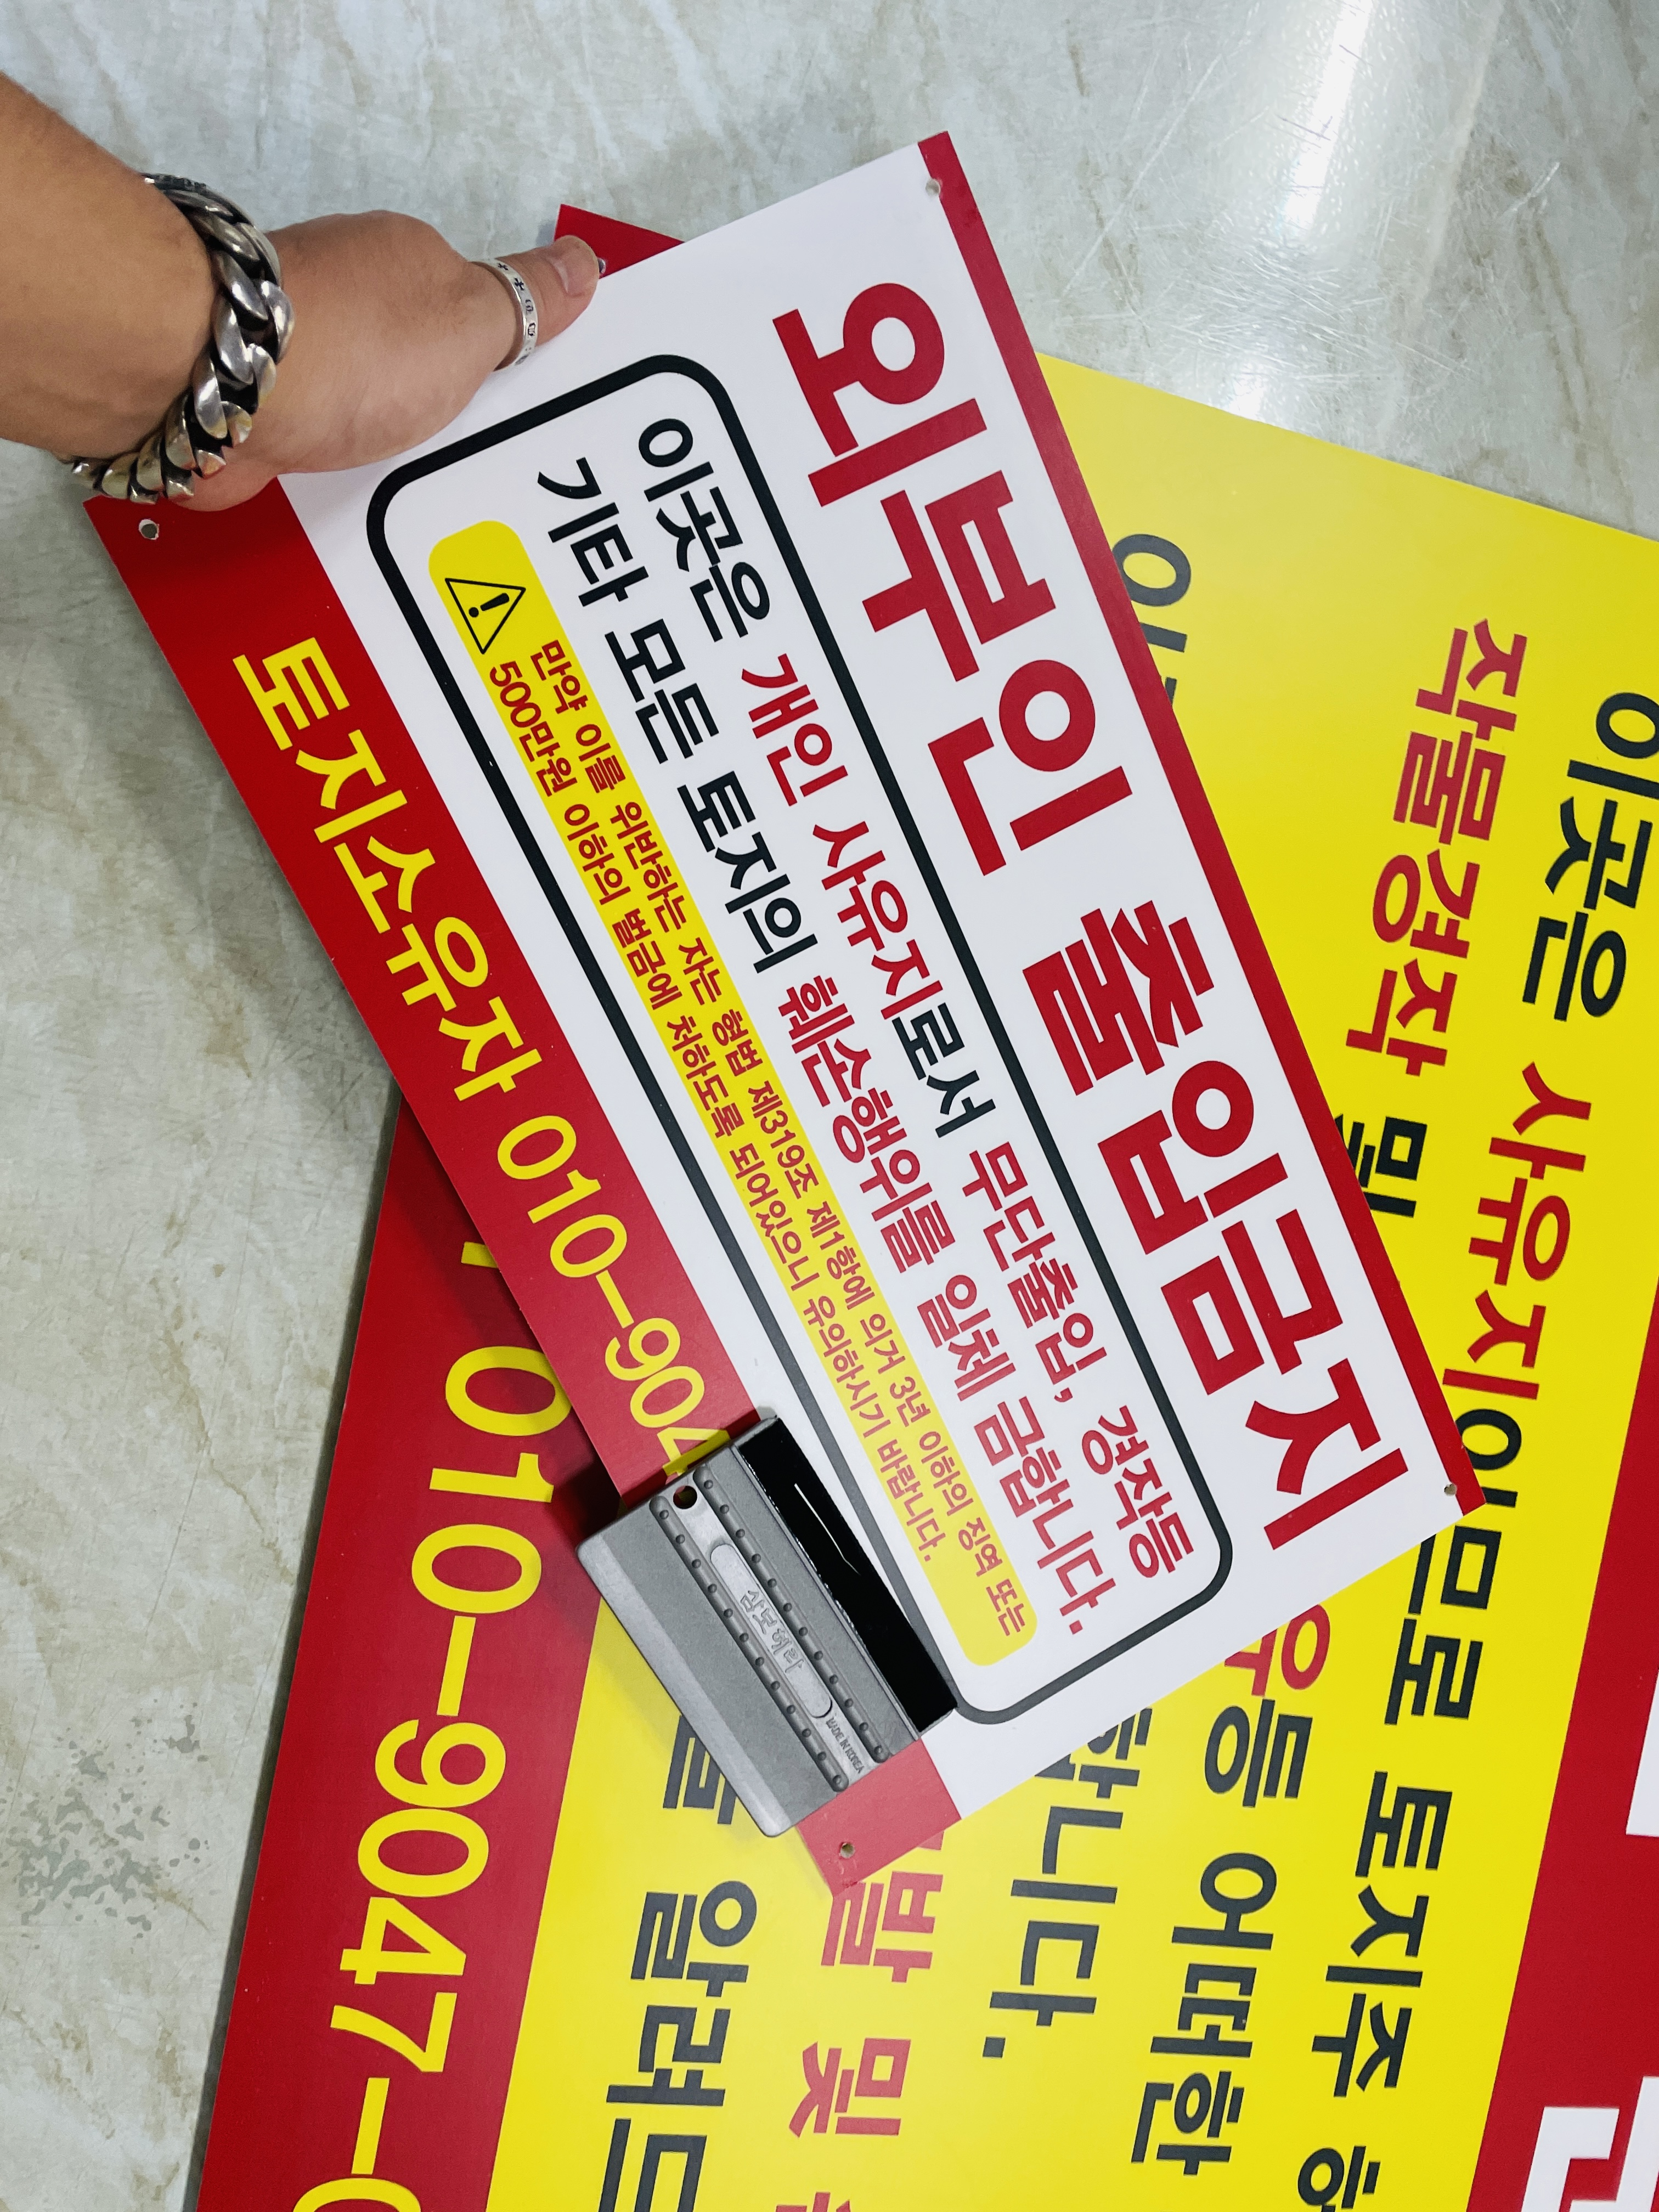 외부인 출입금지
이곳은 개인 사유지로서 무단출입, 경작등
기타 모든 토지의 훼손행위를 일체 금합니다.
만약 이를 위반하는 자는 형법 제319조 제1항에 의거 3년 이하의 징역 또는
500만원 이하의 벌금에 처하도록 되어있으니 유의하시기 바랍니다.
토지소유자 010-904
삼모헤라
MADE IN KOREA
이곳은 사유지이므로 토지주
작물경작 및 등 어떠한
합니다.
및
알려드
010-9047-